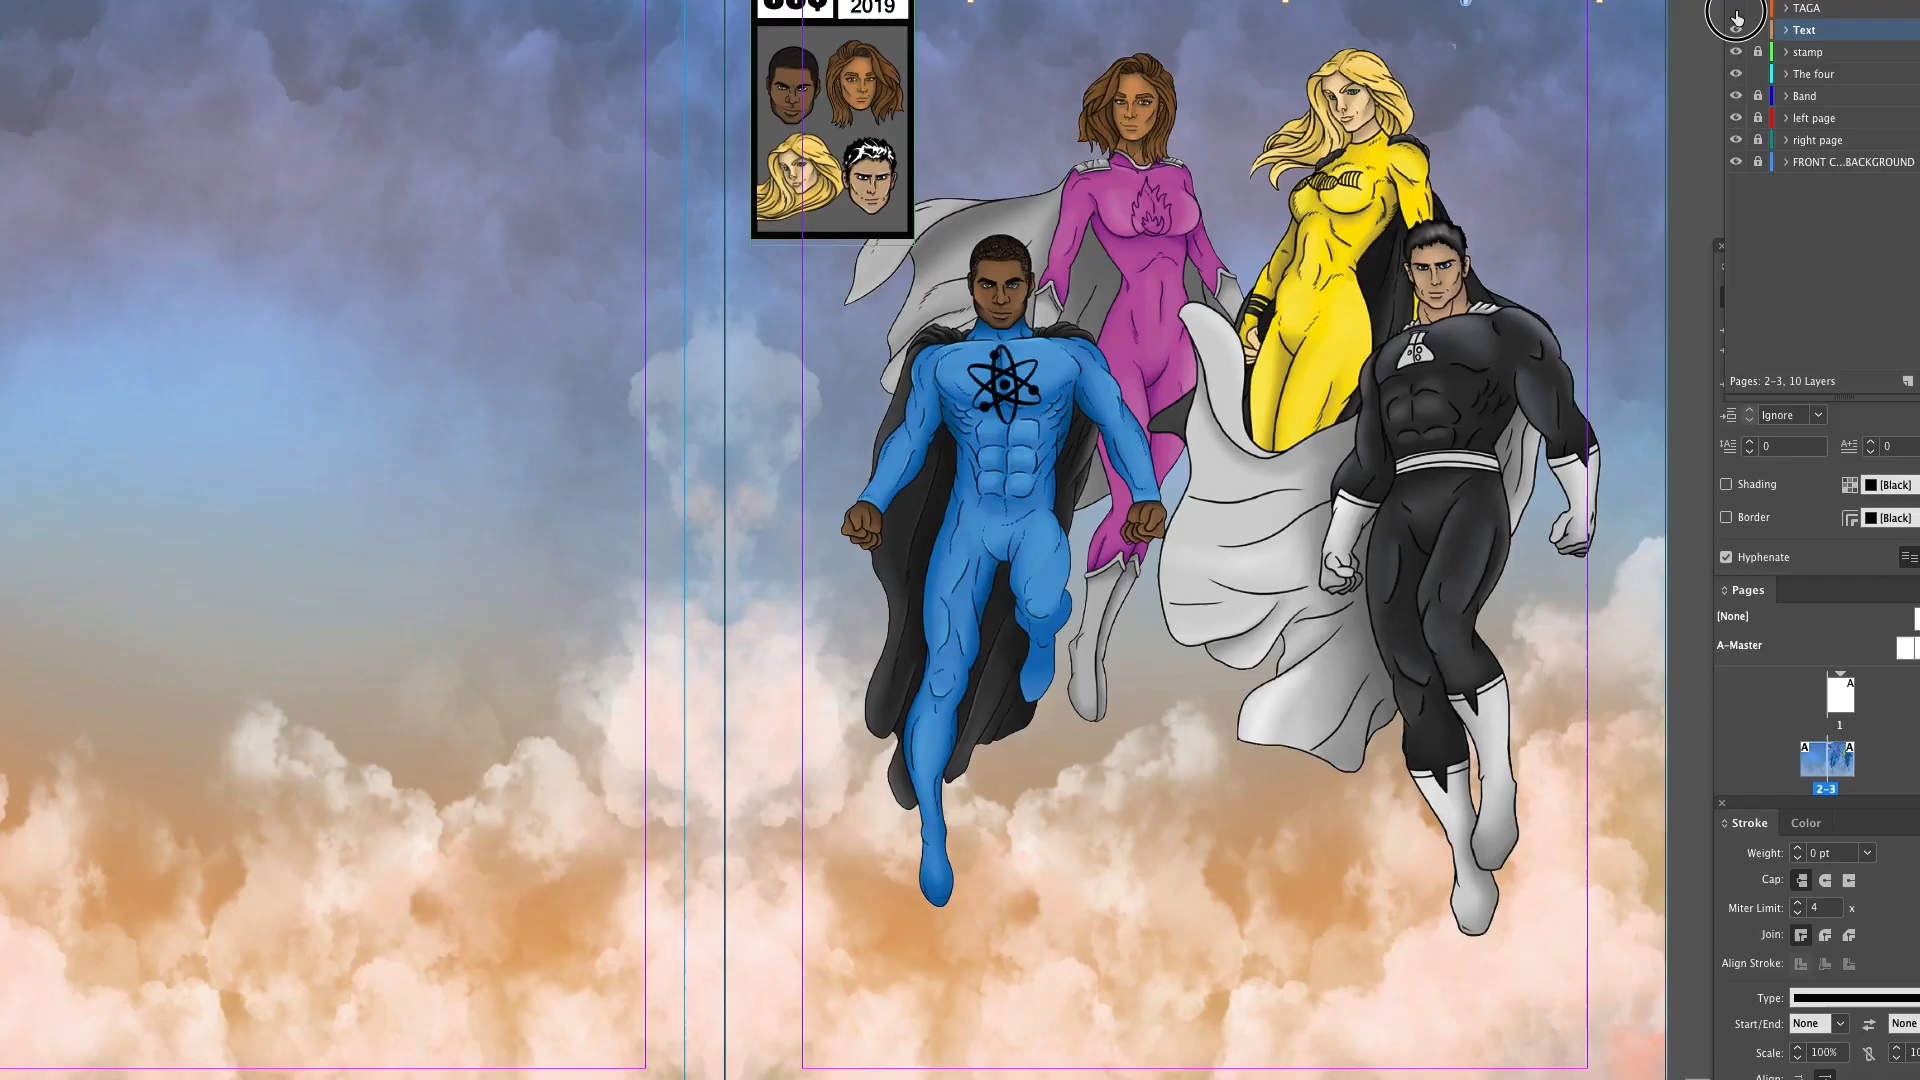 2019
TAGA
Text
stamp
The four
Band
left page
right page
FRONT C...BACKGROUND
Pages: 2-3, 10 Layers
Ignore
0
0
Shading
[Black]
Border
[Black]
Hyphenate
Pages
[None]
A-Master
A
1
A
A
2-3
Stroke
Color
Weight:
0 pt
Cap:
Miter Limit:
4
x
Join:
Align Stroke:
Type:
Start/End:
None
None
Scale:
100%
Align: